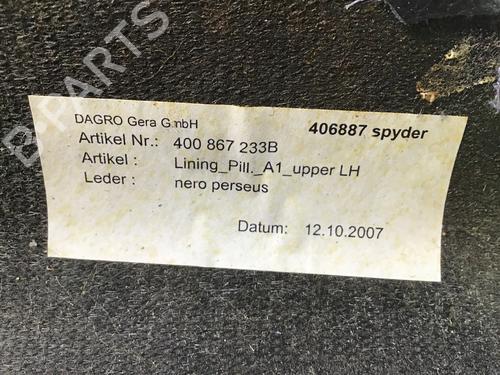 B-PARTS
DAGRO Gera GmbH
406887 spyder
Artikel Nr.: 400 867 233B
Artikel : Lining_Pill._A1_upper LH
Leder : nero perseus
Datum: 12.10.2007